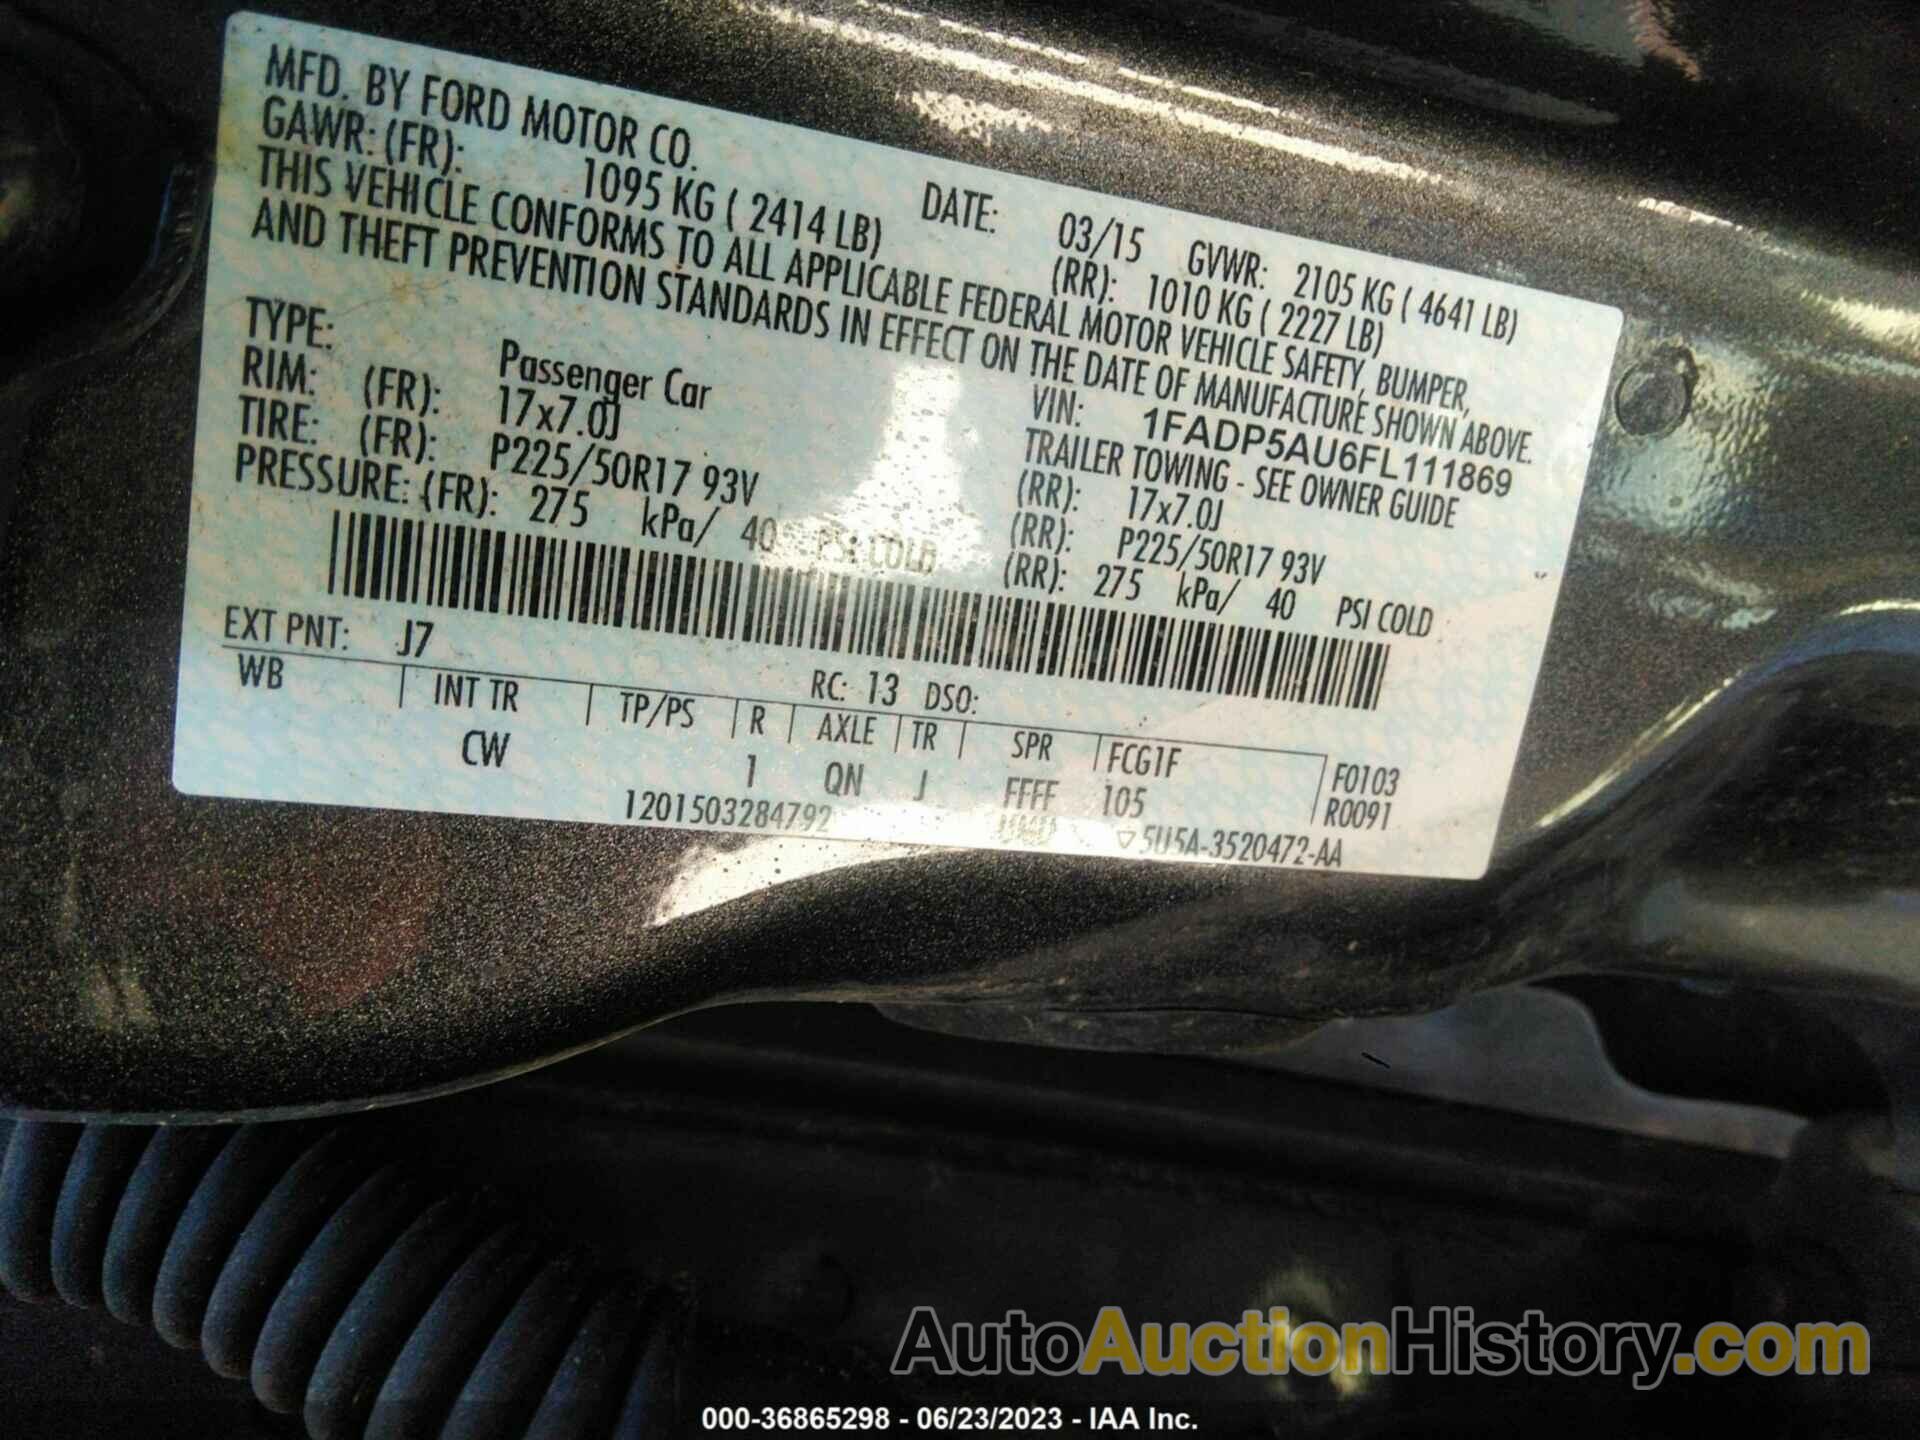 MFD. BY FORD MOTOR CO.
DATE: 03/15 GVWR: 2105 KG ( 4641 LB)
GAWR: (FR): 1095 KG ( 2414 LB) (RR): 1010 KG ( 2227 LB)
THIS VEHICLE CONFORMS TO ALL APPLICABLE FEDERAL MOTOR VEHICLE SAFETY, BUMPER,
AND THEFT PREVENTION STANDARDS IN EFFECT ON THE DATE OF MANUFACTURE SHOWN ABOVE.
VIN: 1FADP5AU6FL111869
TYPE: Passenger Car TRAILER TOWING - SEE OWNER GUIDE
RIM: (FR): 17x7.0J (RR): 17x7.0J
TIRE: (FR): P225/50R17 93V (RR): P225/50R17 93V
PRESSURE: (FR): 275 kPa/ 40 PSI COLD (RR): 275 kPa/ 40 PSI COLD
EXT PNT: J7 RC: 13 DSO:
WB INT TR TP/PS R AXLE TR SPR FCG1F F0103
CW 1 QN J FFFF 105 R0091
1201503284792 5U5A-3520472-AA
AutoAuctionHistory.com
000-36865298 - 06/23/2023 - IAA Inc.